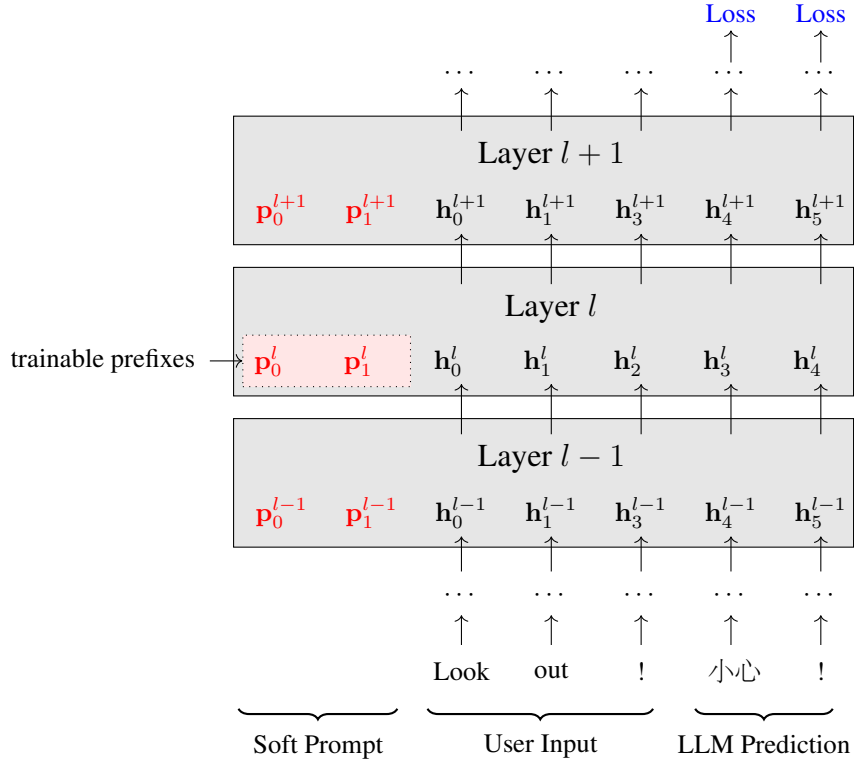 Loss Loss
... ... ... ... ...
Layer l + 1
p_0^{l+1} p_1^{l+1} h_0^{l+1} h_1^{l+1} h_3^{l+1} h_4^{l+1} h_5^{l+1}
Layer l
trainable prefixes p_0^l p_1^l h_0^l h_1^l h_2^l h_3^l h_4^l
Layer l − 1
p_0^{l-1} p_1^{l-1} h_0^{l-1} h_1^{l-1} h_3^{l-1} h_4^{l-1} h_5^{l-1}
... ... ... ... ...
Look out ! 小心 !
Soft Prompt User Input LLM Prediction